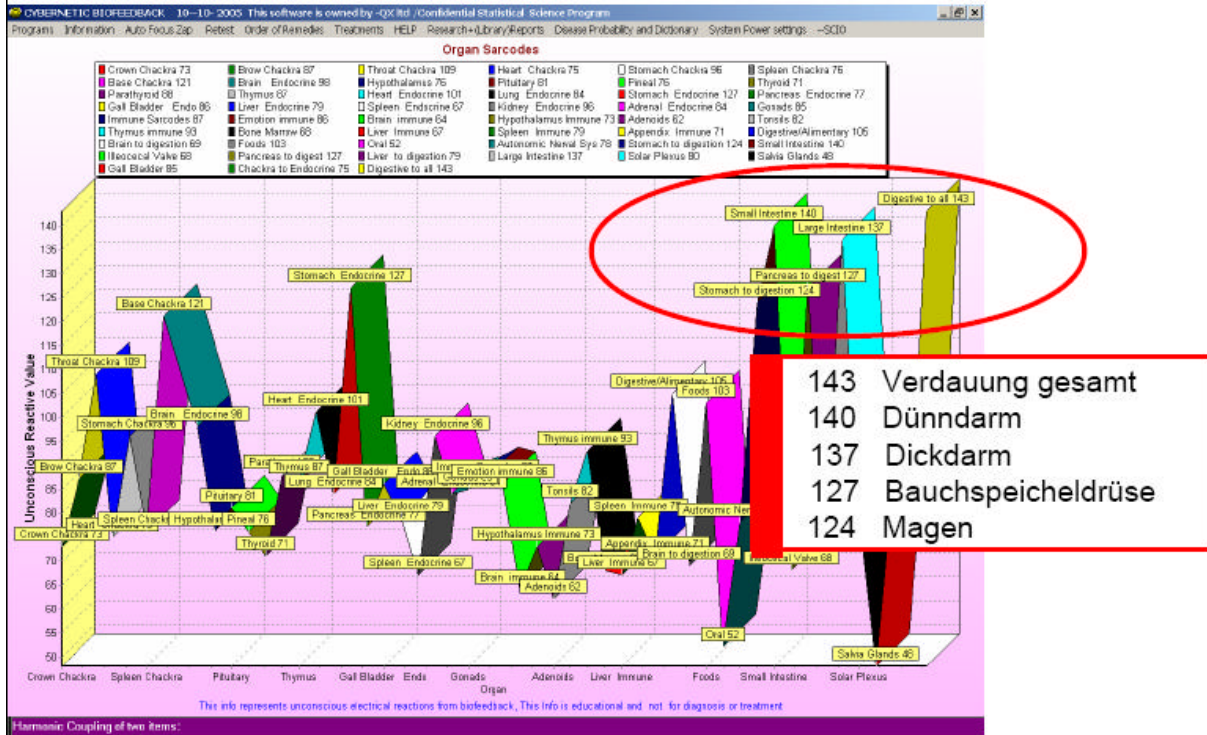 CYBERNETIC BIOFEEDBACK 10--10- 2005 This software is owned by -QX ltd /Confidential Statistical Science Program
Programs Information Auto Focus Zap Retest Order of Remedies Treatments HELP Research+(Library)Reports Disease Probability and Dictionary System Power settings --SCIO
Organ Sarcodes
Crown Chackra 73 Brow Chackra 87 Throat Chackra 109 Heart Chackra 75 Stomach Chackra 96 Spleen Chackra 76
Base Chackra 121 Brain Endocrine 98 Hypothalamus 76 Pituitary 81 Pineal 76 Thyroid 71
Parathyroid 88 Thymus 87 Heart Endocrine 101 Lung Endocrine 84 Stomach Endocrine 127 Pancreas Endocrine 77
Gall Bladder Endo 86 Liver Endocrine 79 Spleen Endocrine 67 Kidney Endocrine 96 Adrenal Endocrine 84 Gonads 85
Immune Sarcodes 87 Emotion immune 86 Brain immune 64 Hypothalamus Immune 73 Adenoids 62 Tonsils 82
Thymus immune 93 Bone Marrow 68 Liver Immune 67 Spleen Immune 79 Appendix Immune 71 Digestive/Alimentary 105
Brain to digestion 69 Foods 103 Oral 52 Autonomic Nerval Sys 78 Stomach to digestion 124 Small Intestine 140
Illeocecal Valve 68 Pancreas to digest 127 Liver to digestion 79 Large Intestine 137 Solar Plexus 80 Salvia Glands 48
Gall Bladder 85 Chackra to Endocrine 75 Digestive to all 143
Digestive to all 143
Small Intestine 140
Large Intestine 137
Pancreas to digest 127
Stomach to digestion 124
Stomach Endocrine 127
Base Chackra 121
Throat Chackra 109
Digestive/Alimentary 105
Foods 103
Heart Endocrine 101
Brain Endocrine 98
Stomach Chackra 96
Kidney Endocrine 96
Thymus immune 93
Brow Chackra 87
Thymus 87
Gall Bladder Endo 86
Emotion immune 86
Lung Endocrine 84
Tonsils 82
Pituitary 81
Liver Endocrine 79
Pancreas Endocrine 77
Pineal 76
Hypothalamus Immune 73
Crown Chackra 73
Thyroid 71
Appendix Immune 71
Brain to digestion 69
Spleen Endocrine 67
Liver Immune 67
Brain immune 64
Adenoids 62
Oral 52
Salvia Glands 48
143 Verdauung gesamt
140 Dünndarm
137 Dickdarm
127 Bauchspeicheldrüse
124 Magen
Unconscious Reactive Value
140
135
130
125
120
115
110
105
100
95
90
85
80
75
70
65
60
55
50
Crown Chackra Spleen Chackra Pituitary Thymus Gall Bladder Endo Gonads Adenoids Liver Immune Foods Small Intestine Solar Plexus
Organ
This info represents unconscious electrical reactions from biofeedback, This Info is educational and not for diagnosis or treatment
Harmonic Coupling of two items: